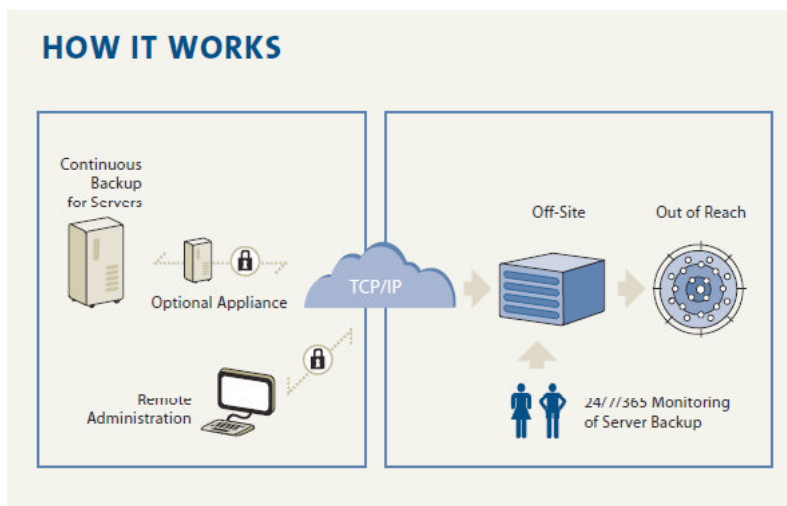 HOW IT WORKS
Continuous
Backup
for Servers
Optional Appliance
Remote
Administration
TCP/IP
Off-Site
Out of Reach
24/7/365 Monitoring
of Server Backup